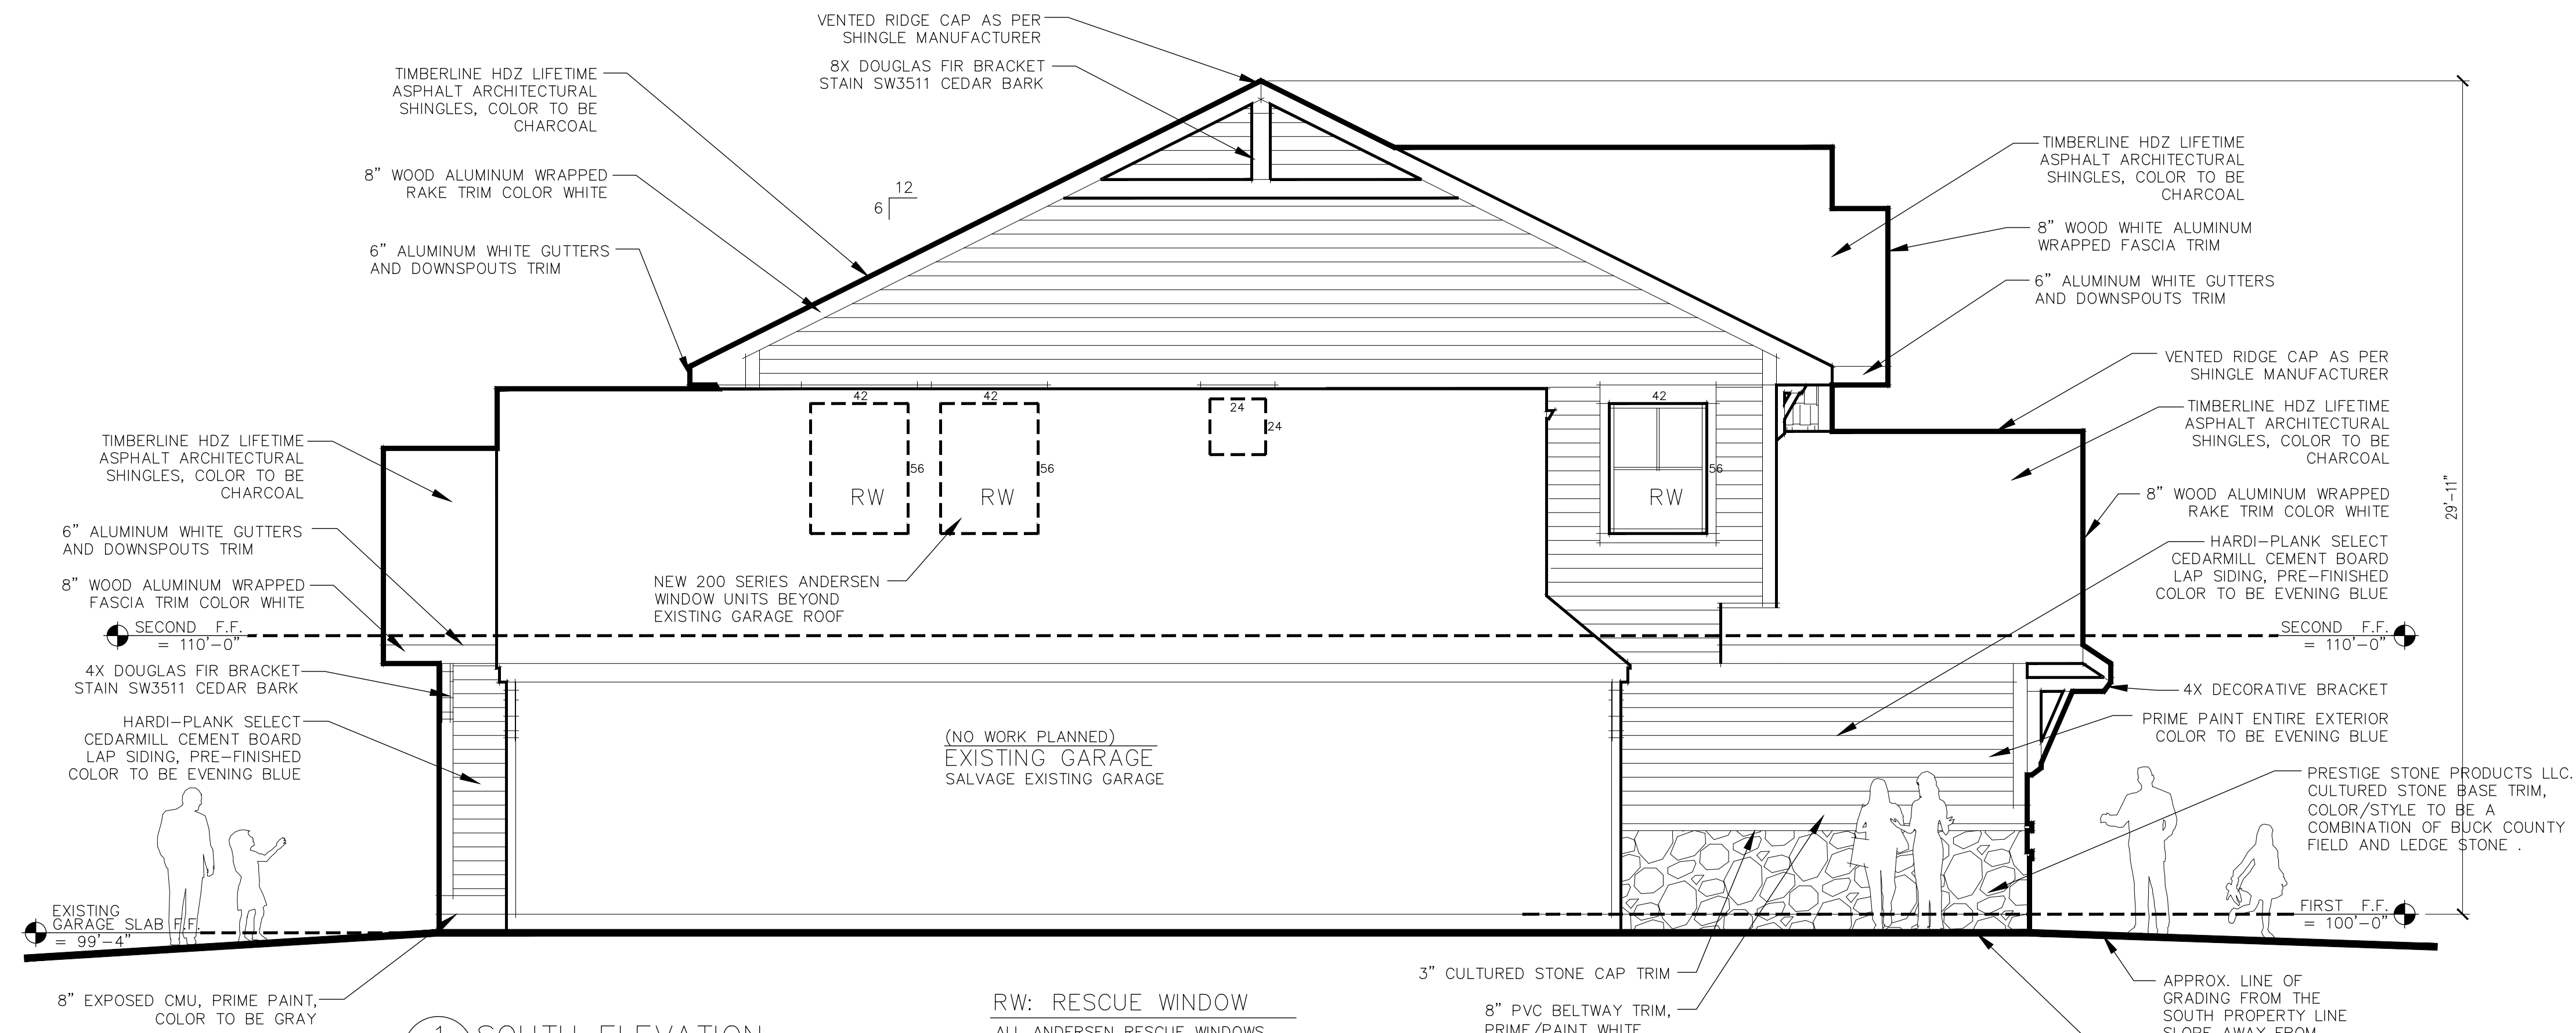 VENTED RIDGE CAP AS PER
SHINGLE MANUFACTURER
8X DOUGLAS FIR BRACKET
STAIN SW3511 CEDAR BARK
TIMBERLINE HDZ LIFETIME
ASPHALT ARCHITECTURAL
SHINGLES, COLOR TO BE
CHARCOAL
8" WOOD ALUMINUM WRAPPED
RAKE TRIM COLOR WHITE
12
6
6" ALUMINUM WHITE GUTTERS
AND DOWNSPOUTS TRIM
TIMBERLINE HDZ LIFETIME
ASPHALT ARCHITECTURAL
SHINGLES, COLOR TO BE
CHARCOAL
6" ALUMINUM WHITE GUTTERS
AND DOWNSPOUTS TRIM
8" WOOD ALUMINUM WRAPPED
FASCIA TRIM COLOR WHITE
SECOND F.F.
= 110'-0"
4X DOUGLAS FIR BRACKET
STAIN SW3511 CEDAR BARK
HARDI-PLANK SELECT
CEDARMILL CEMENT BOARD
LAP SIDING, PRE-FINISHED
COLOR TO BE EVENING BLUE
EXISTING
GARAGE SLAB F.F.
= 99'-4"
8" EXPOSED CMU, PRIME PAINT,
COLOR TO BE GRAY
42
56
RW
42
56
RW
24
24
42
56
RW
NEW 200 SERIES ANDERSEN
WINDOW UNITS BEYOND
EXISTING GARAGE ROOF
(NO WORK PLANNED)
EXISTING GARAGE
SALVAGE EXISTING GARAGE
TIMBERLINE HDZ LIFETIME
ASPHALT ARCHITECTURAL
SHINGLES, COLOR TO BE
CHARCOAL
8" WOOD WHITE ALUMINUM
WRAPPED FASCIA TRIM
6" ALUMINUM WHITE GUTTERS
AND DOWNSPOUTS TRIM
VENTED RIDGE CAP AS PER
SHINGLE MANUFACTURER
TIMBERLINE HDZ LIFETIME
ASPHALT ARCHITECTURAL
SHINGLES, COLOR TO BE
CHARCOAL
8" WOOD ALUMINUM WRAPPED
RAKE TRIM COLOR WHITE
29'-11"
HARDI-PLANK SELECT
CEDARMILL CEMENT BOARD
LAP SIDING, PRE-FINISHED
COLOR TO BE EVENING BLUE
SECOND F.F.
= 110'-0"
4X DECORATIVE BRACKET
PRIME PAINT ENTIRE EXTERIOR
COLOR TO BE EVENING BLUE
PRESTIGE STONE PRODUCTS LLC.
CULTURED STONE BASE TRIM,
COLOR/STYLE TO BE A
COMBINATION OF BUCK COUNTY
FIELD AND LEDGE STONE .
FIRST F.F.
= 100'-0"
3" CULTURED STONE CAP TRIM
8" PVC BELTWAY TRIM,
PRIME/PAINT WHITE
APPROX. LINE OF
GRADING FROM THE
SOUTH PROPERTY LINE
SLOPE AWAY FROM
1 SOUTH ELEVATION
RW: RESCUE WINDOW
ALL ANDERSEN RESCUE WINDOWS